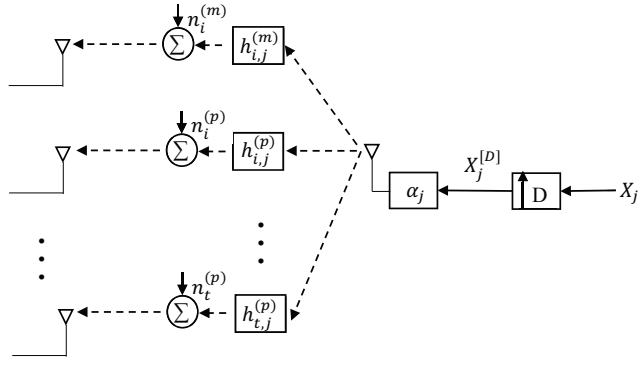 n_i^{(m)}
Σ
h_{i,j}^{(m)}
n_i^{(p)}
Σ
h_{i,j}^{(p)}
X_j^{[D]}
α_j
D
X_j
n_t^{(p)}
Σ
h_{t,j}^{(p)}